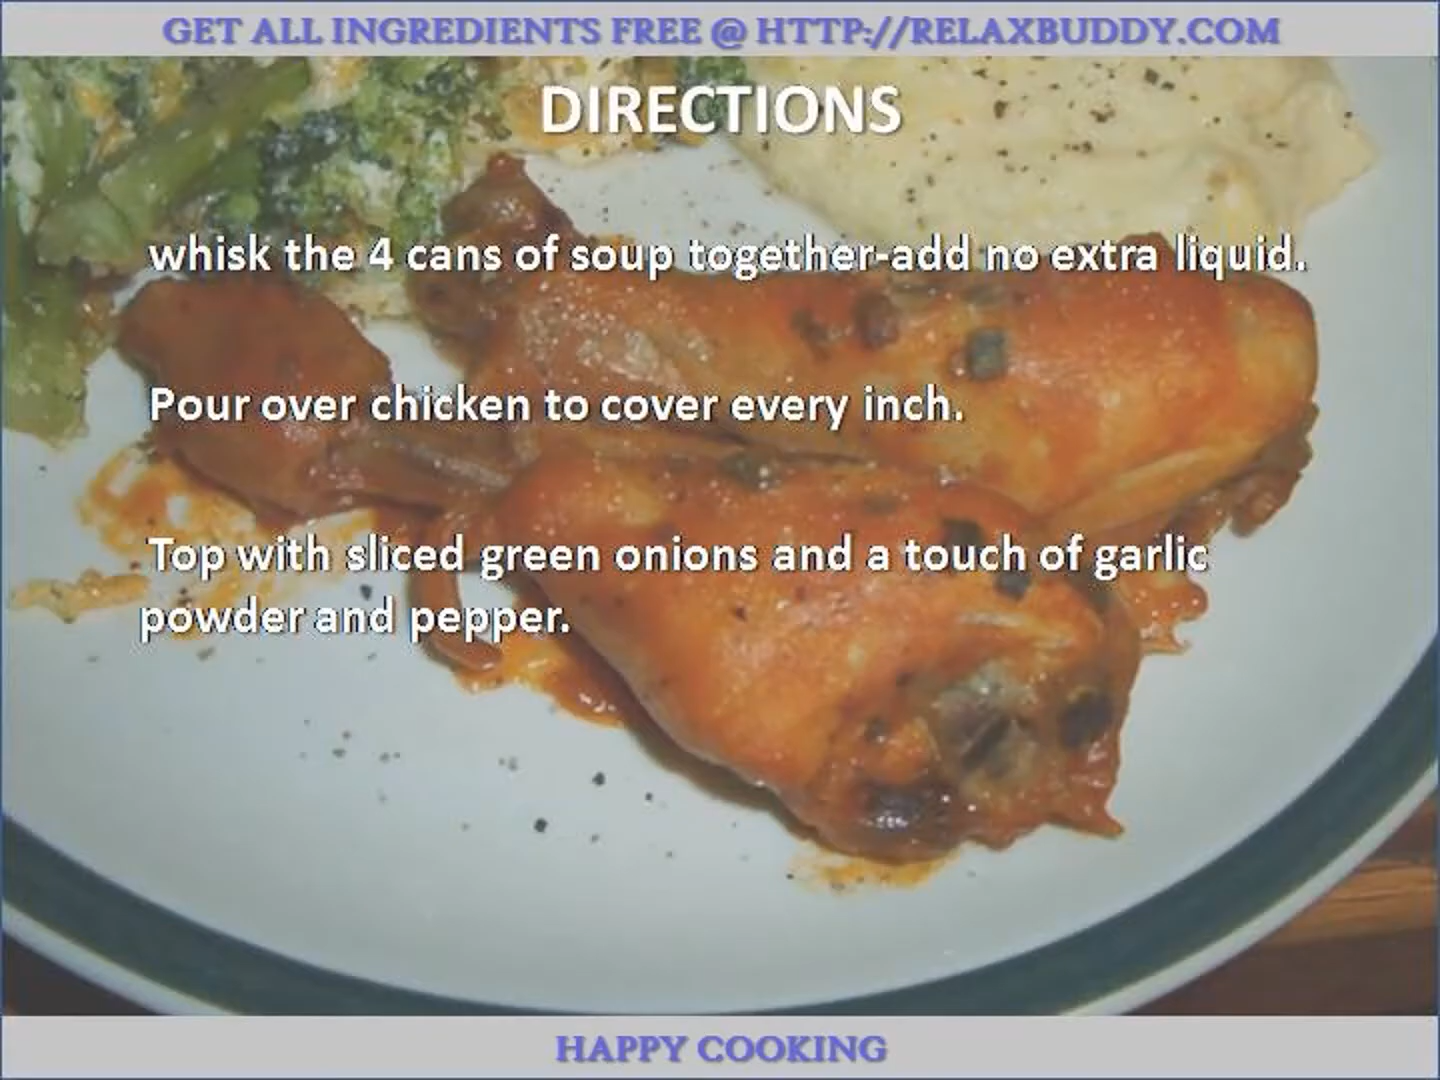 GET ALL INGREDIENTS FREE @ HTTP://RELAXBUDDY.COM
DIRECTIONS
whisk the 4 cans of soup together-add no extra liquid.
Pour over chicken to cover every inch.
Top with sliced green onions and a touch of garlic
powder and pepper.
HAPPY COOKING